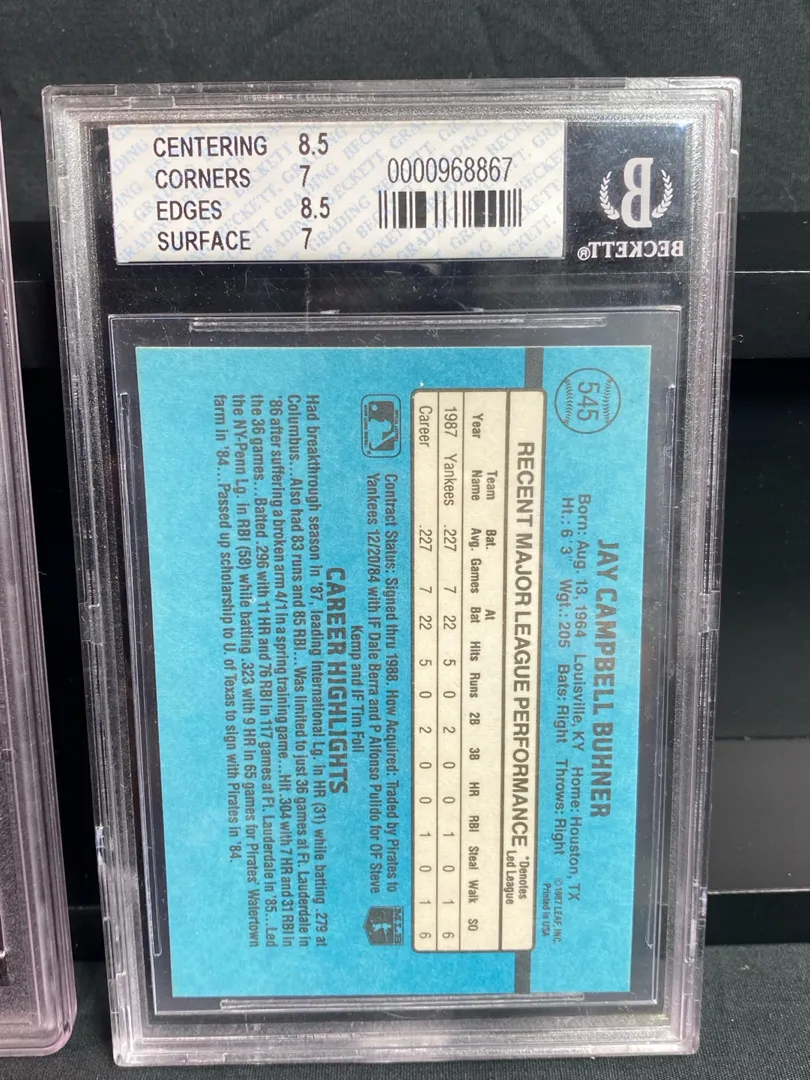 CENTERING 8.5
CORNERS 7
EDGES 8.5
SURFACE 7
0000968867
B
BECKETT®
545
JAY CAMPBELL BUHNER
Born: Aug. 13, 1964 Louisville, KY Home: Houston, TX
Ht.: 6'3" Wgt.: 205 Bats: Right Throws: Right
©1987 LEAF, INC.
Printed in USA
RECENT MAJOR LEAGUE PERFORMANCE
*Denotes
Led League
Year Team Name Bat. Avg. Games At Bat Hits Runs 2B 3B HR RBI Steal Walk SO
1987 Yankees .227 7 22 5 0 2 0 0 1 0 1 6
Career .227 7 22 5 0 2 0 0 1 0 1 6
Contract Status: Signed thru 1988. How Acquired: Traded by Pirates to
Yankees 12/20/84 with IF Dale Berra and P Alfonso Pulido for OF Steve
Kemp and IF Tim Foli
MLB
CAREER HIGHLIGHTS
Had breakthrough season in '87, leading International Lg. in HR (31) while batting .279 at
Columbus...Also had 83 runs and 85 RBI...Was limited to just 36 games at Ft. Lauderdale in
'86 after suffering a broken arm 4/1 in a spring training game...Hit .304 with 7 HR and 31 RBI in
the 36 games...Batted .296 with 11 HR and 76 RBI in 117 games at Ft. Lauderdale in '85...Led
the NY-Penn Lg. in RBI (58) while batting .323 with 9 HR in 65 games for Pirates' Watertown
farm in '84...Passed up scholarship to U. of Texas to sign with Pirates in '84.